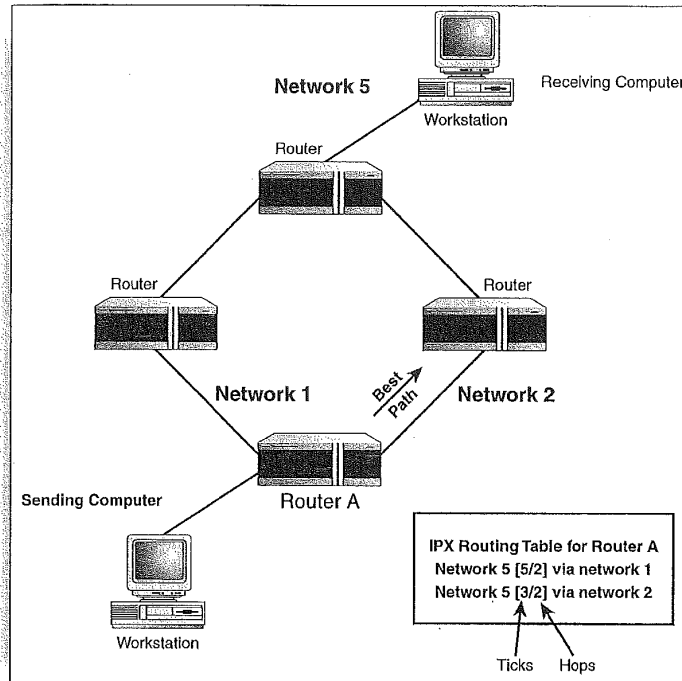 Network 5
Receiving Computer
Workstation
Router
Router
Router
Network 1
Best
Path
Network 2
Sending Computer
Router A
Workstation
IPX Routing Table for Router A
Network 5 [5/2] via network 1
Network 5 [3/2] via network 2
Ticks
Hops